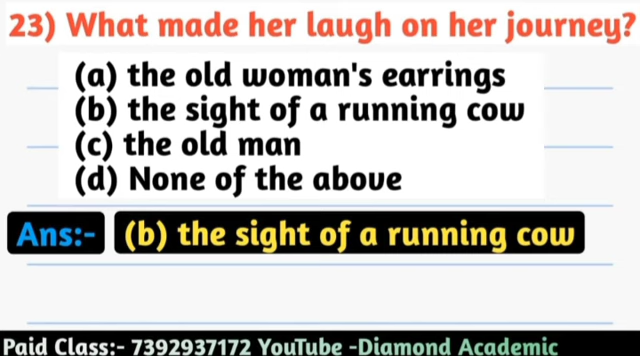 23) What made her laugh on her journey?
(a) the old woman's earrings
(b) the sight of a running cow
(c) the old man
(d) None of the above
Ans:- (b) the sight of a running cow
Paid Class:- 7392937172 YouTube -Diamond Academic